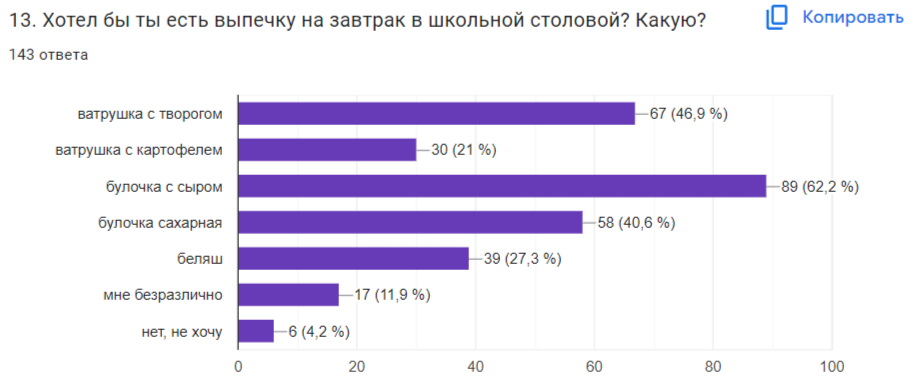 13. Хотел бы ты есть выпечку на завтрак в школьной столовой? Какую?
Копировать
143 ответа
ватрушка с творогом 67 (46,9 %)
ватрушка с картофелем 30 (21 %)
булочка с сыром 89 (62,2 %)
булочка сахарная 58 (40,6 %)
беляш 39 (27,3 %)
мне безразлично 17 (11,9 %)
нет, не хочу 6 (4,2 %)
0 20 40 60 80 100